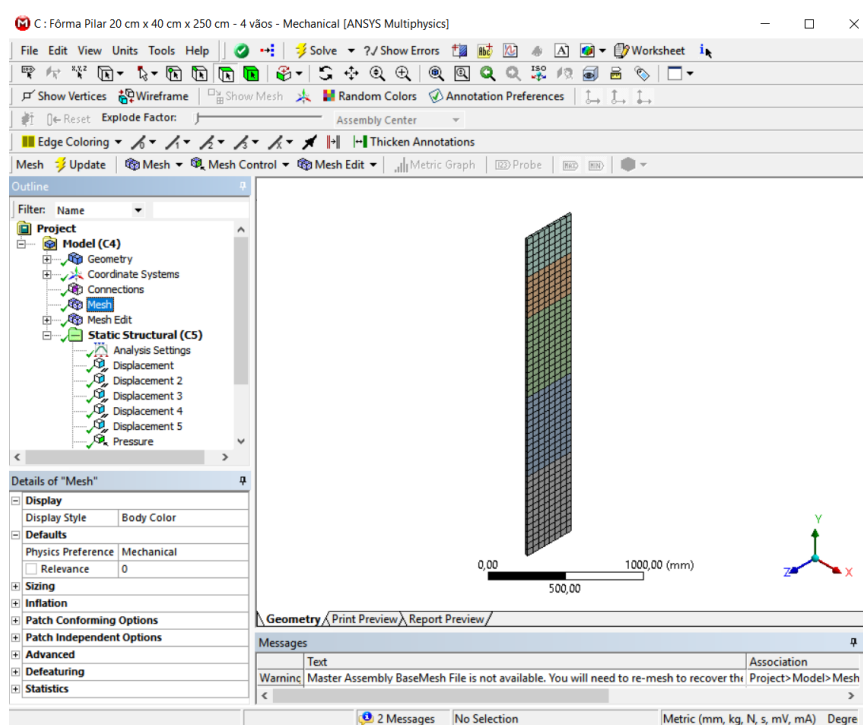 C : Fôrma Pilar 20 cm x 40 cm x 250 cm - 4 vãos - Mechanical [ANSYS Multiphysics]
File Edit View Units Tools Help Solve ?/ Show Errors Worksheet
Show Vertices Wireframe Show Mesh Random Colors Annotation Preferences
Reset Explode Factor: Assembly Center
Edge Coloring Thicken Annotations
Mesh Update Mesh Mesh Control Mesh Edit Metric Graph Probe
Outline
Filter: Name
Project
Model (C4)
Geometry
Coordinate Systems
Connections
Mesh
Mesh Edit
Static Structural (C5)
Analysis Settings
Displacement
Displacement 2
Displacement 3
Displacement 4
Displacement 5
Pressure
Details of "Mesh"
Display
Display Style Body Color
Defaults
Physics Preference Mechanical
Relevance 0
Sizing
Inflation
Patch Conforming Options
Patch Independent Options
Advanced
Defeaturing
Statistics
0,00 1000,00 (mm)
500,00
Y
Z X
Geometry Print Preview Report Preview
Messages
Text Association
Warning Master Assembly BaseMesh File is not available. You will need to re-mesh to recover the Project>Model>Mesh
2 Messages No Selection Metric (mm, kg, N, s, mV, mA) Degre